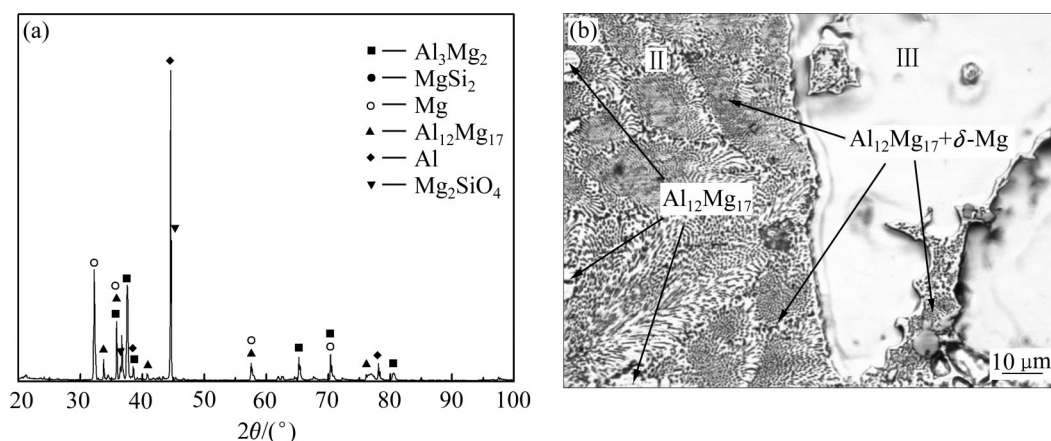 (a)
■ — Al₃Mg₂
● — MgSi₂
○ — Mg
▲ — Al₁₂Mg₁₇
◆ — Al
▼ — Mg₂SiO₄
20 30 40 50 60 70 80 90 100
2θ/(°)
(b)
II
III
Al₁₂Mg₁₇+δ-Mg
Al₁₂Mg₁₇
10 μm